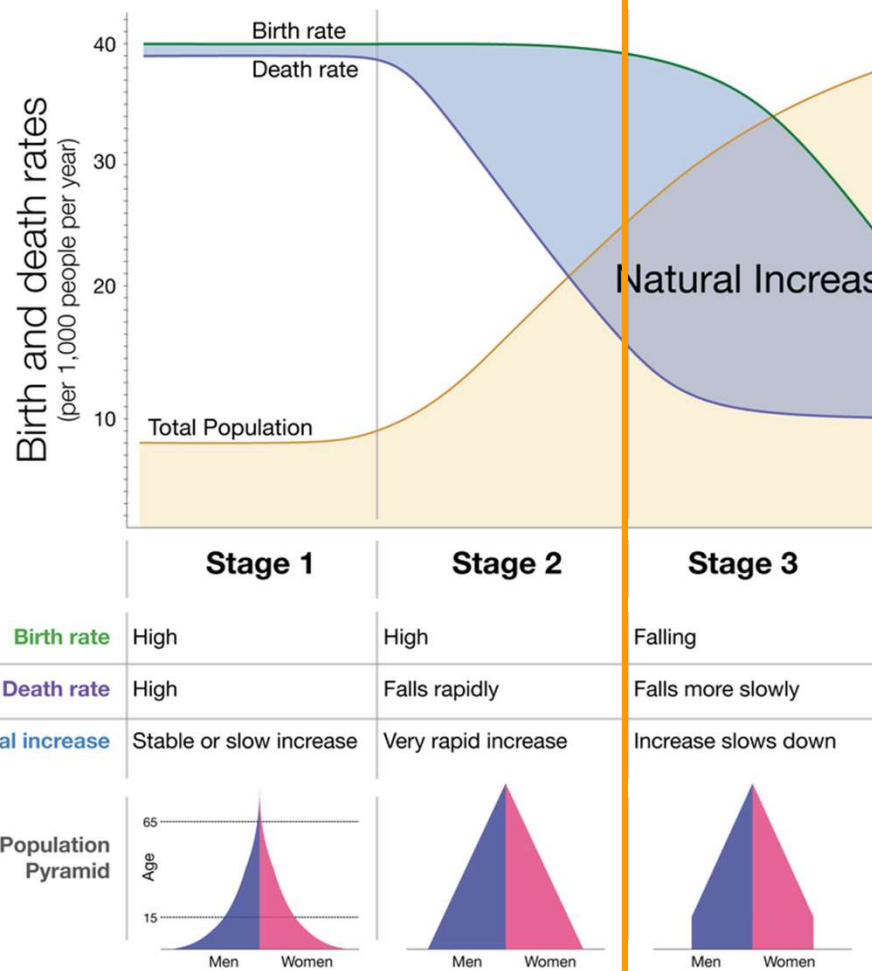 Birth rate
Death rate
40
30
20
10
Birth and death rates
(per 1,000 people per year)
Natural Increas
Total Population
Stage 1 Stage 2 Stage 3
Birth rate High High Falling
Death rate High Falls rapidly Falls more slowly
al increase Stable or slow increase Very rapid increase Increase slows down
Population
Pyramid
65
Age
15
Men Women Men Women Men Women